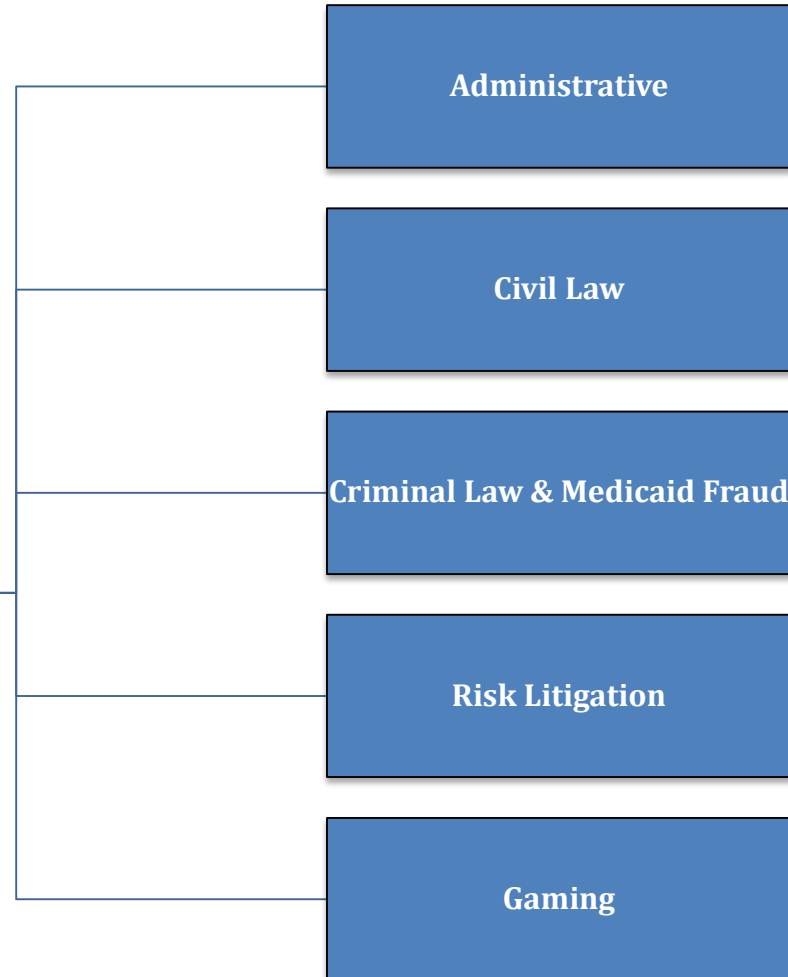 Administrative
Civil Law
Criminal Law & Medicaid Fraud
Risk Litigation
Gaming